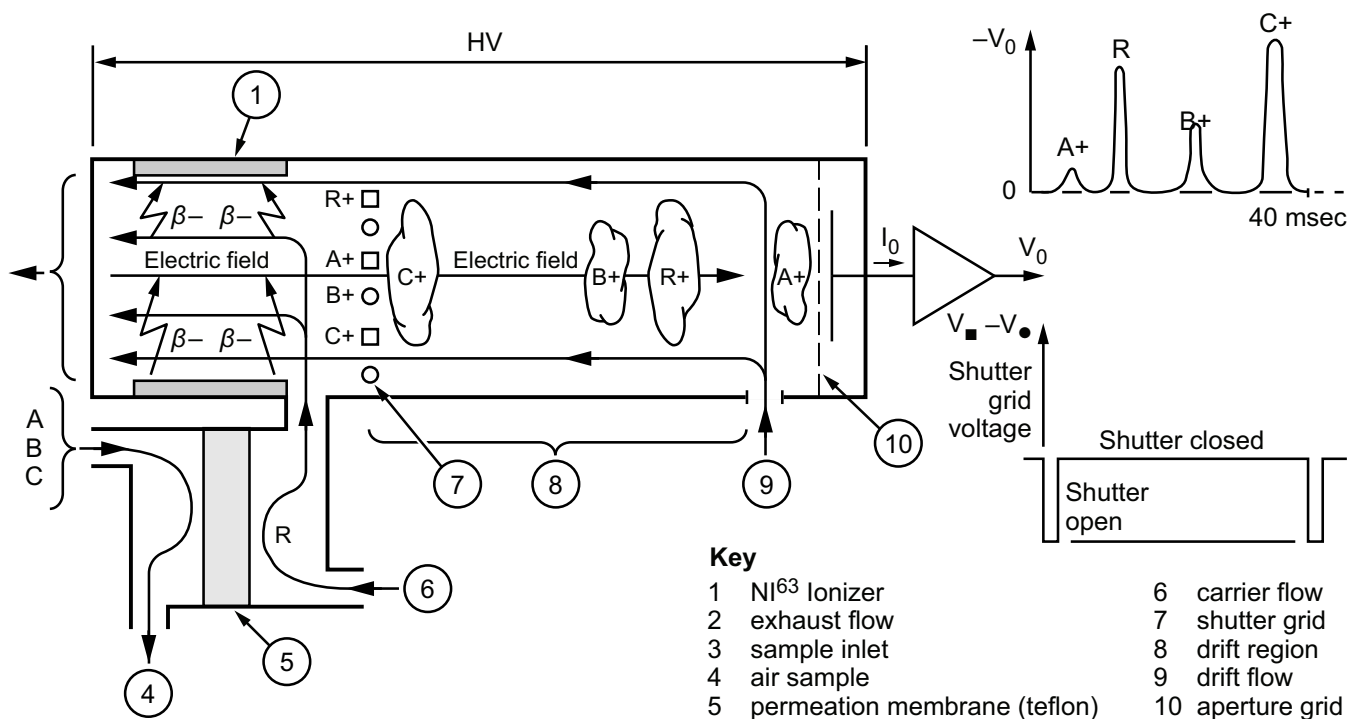 HV
1
–V₀
R
C+
A+
B+
0
40 msec
β– β–
Electric field
β– β–
R+
A+
B+
C+
C+
Electric field
B+
R+
A+
I₀
V₀
V■ –V●
Shutter
grid
voltage
Shutter closed
Shutter
open
A
B
C
R
4
5
6
7
8
9
10
Key
1 NI⁶³ Ionizer
2 exhaust flow
3 sample inlet
4 air sample
5 permeation membrane (teflon)
6 carrier flow
7 shutter grid
8 drift region
9 drift flow
10 aperture grid